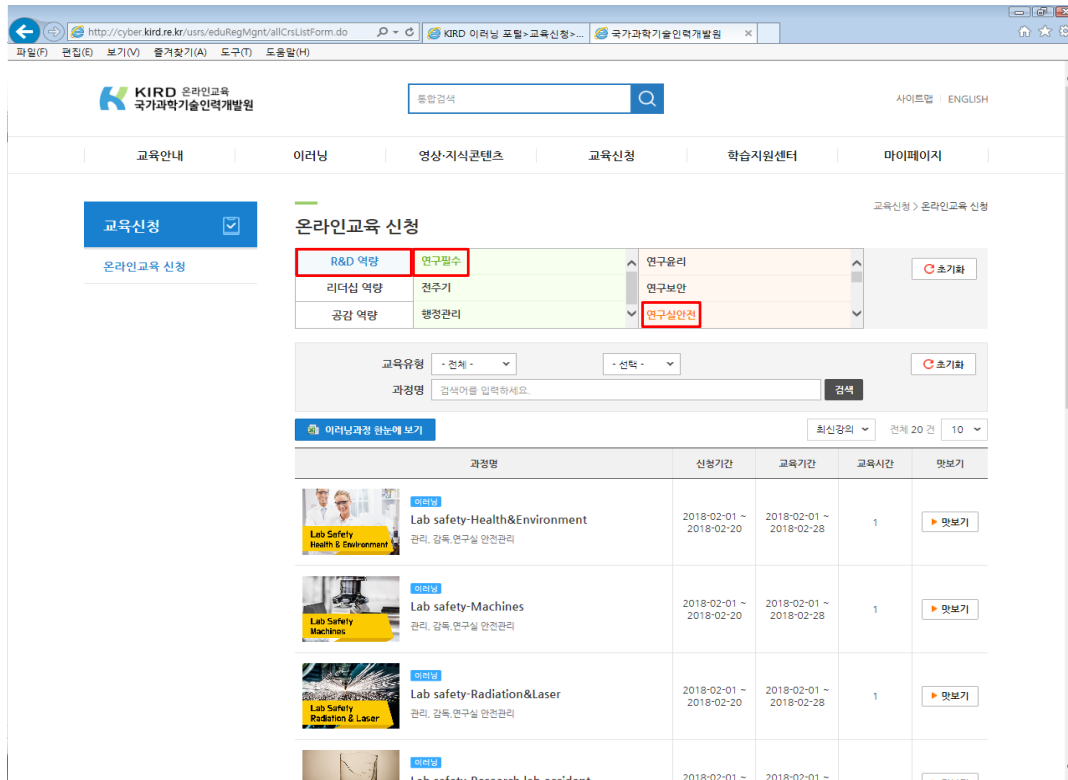 http://cyber.kird.re.kr/usrs/eduRegMgnt/allCrsListForm.do
KIRD 이러닝 포털>교육신청>...
국가과학기술인력개발원
파일(F) 편집(E) 보기(V) 즐겨찾기(A) 도구(T) 도움말(H)
KIRD 온라인교육
국가과학기술인력개발원
통합검색
사이트맵 ENGLISH
교육안내 이러닝 영상·지식콘텐츠 교육신청 학습지원센터 마이페이지
교육신청
온라인교육 신청
교육신청 > 온라인교육 신청
온라인교육 신청
R&D 역량 연구필수 연구윤리
리더십 역량 전주기 연구보안
공감 역량 행정관리 연구실안전
초기화
교육유형 - 전체 - - 선택 - 초기화
과정명 검색어를 입력하세요. 검색
이러닝과정 한눈에 보기 최신강의 전체 20 건 10
과정명 신청기간 교육기간 교육시간 맛보기
Lab Safety
Health & Environment
이러닝
Lab safety-Health&Environment
관리, 감독,연구실 안전관리
2018-02-01 ~
2018-02-20
2018-02-01 ~
2018-02-28
1
맛보기
Lab Safety
Machines
이러닝
Lab safety-Machines
관리, 감독,연구실 안전관리
2018-02-01 ~
2018-02-20
2018-02-01 ~
2018-02-28
1
맛보기
Lab Safety
Radiation & Laser
이러닝
Lab safety-Radiation&Laser
관리, 감독,연구실 안전관리
2018-02-01 ~
2018-02-20
2018-02-01 ~
2018-02-28
1
맛보기
이러닝
Lab safety-Research lab accident
2018-02-01 ~ 2018-02-01 ~